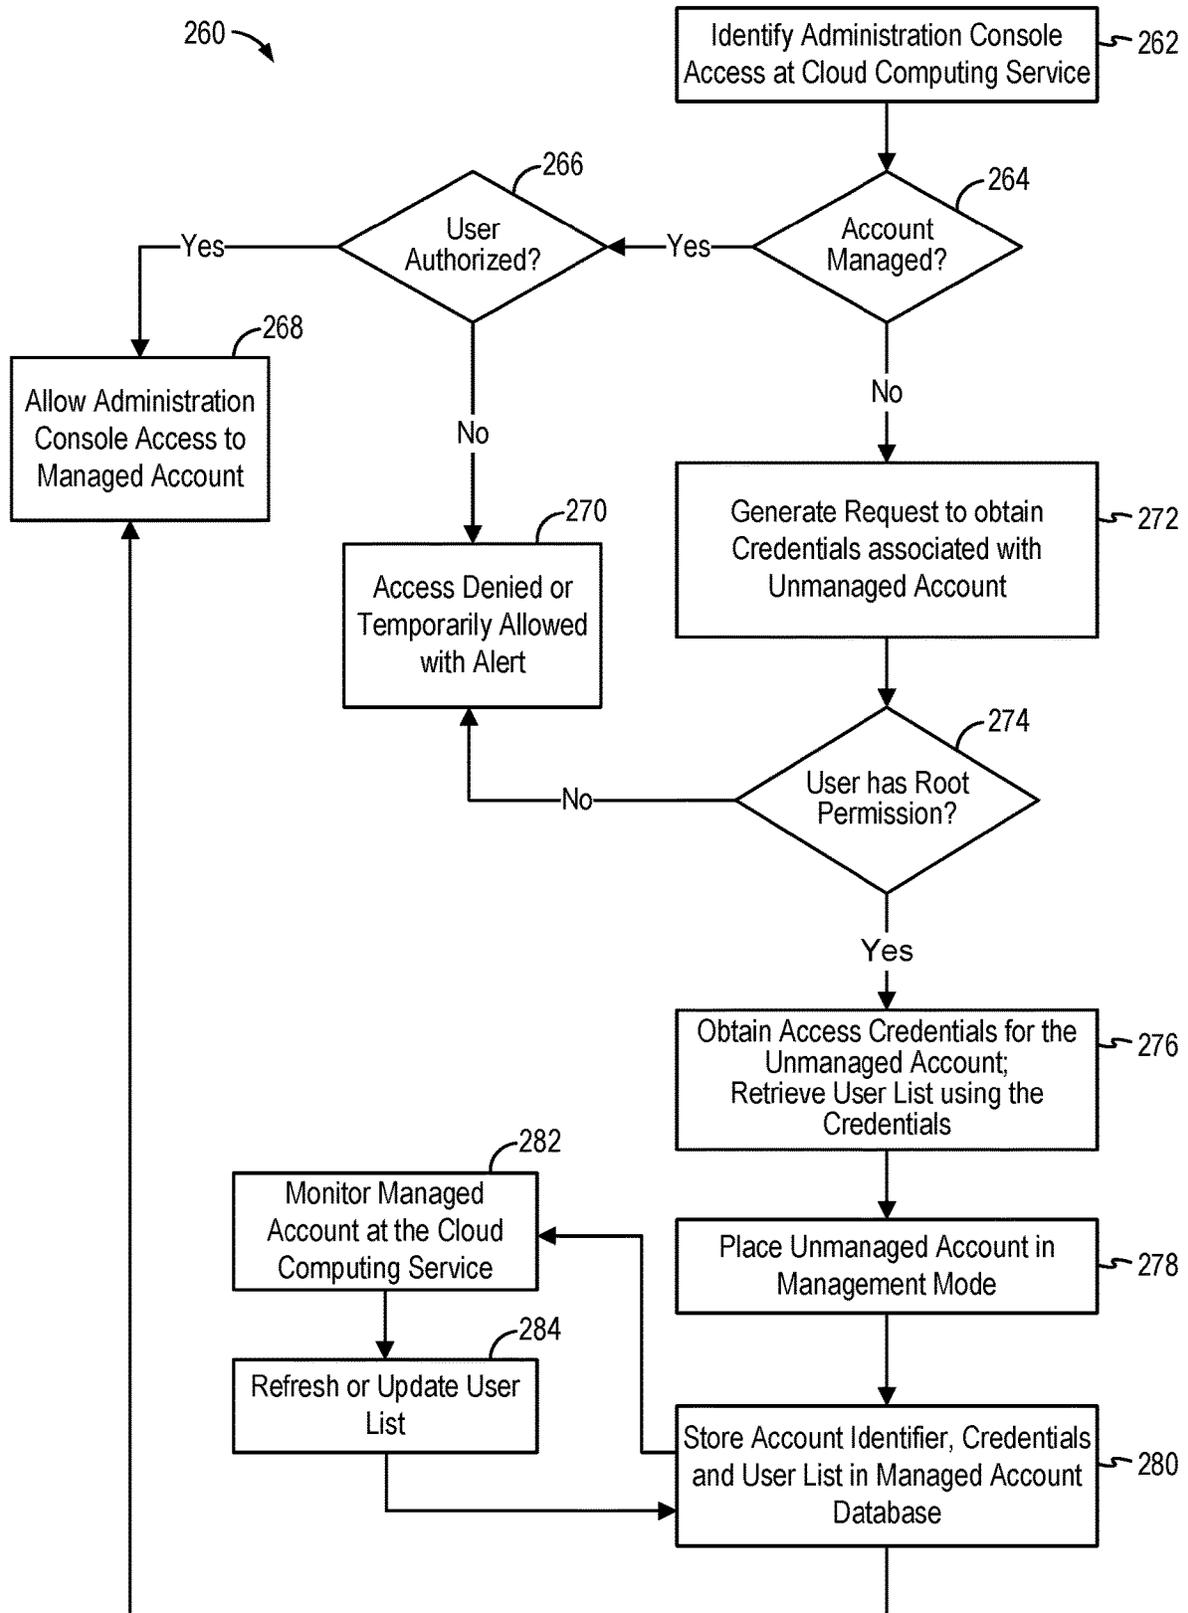 260
Identify Administration Console
Access at Cloud Computing Service
262
266
264
User
Authorized?
Account
Managed?
Yes
Yes
268
Allow Administration
Console Access to
Managed Account
No
No
270
Access Denied or
Temporarily Allowed
with Alert
Generate Request to obtain
Credentials associated with
Unmanaged Account
272
274
User has Root
Permission?
No
Yes
Obtain Access Credentials for the
Unmanaged Account;
Retrieve User List using the
Credentials
276
282
Monitor Managed
Account at the Cloud
Computing Service
Place Unmanaged Account in
Management Mode
278
284
Refresh or Update User
List
Store Account Identifier, Credentials
and User List in Managed Account
Database
280